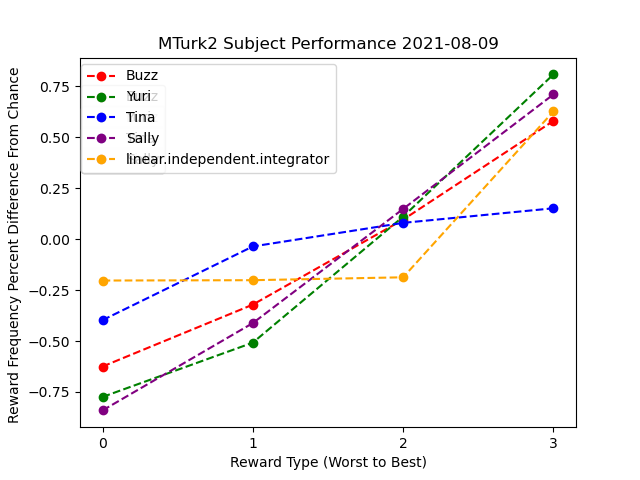 MTurk2 Subject Performance 2021-08-09
Reward Frequency Percent Difference From Chance
0.75
0.50
0.25
0.00
−0.25
−0.50
−0.75
Buzz
Yuri
Tina
Sally
linear.independent.integrator
0 1 2 3
Reward Type (Worst to Best)